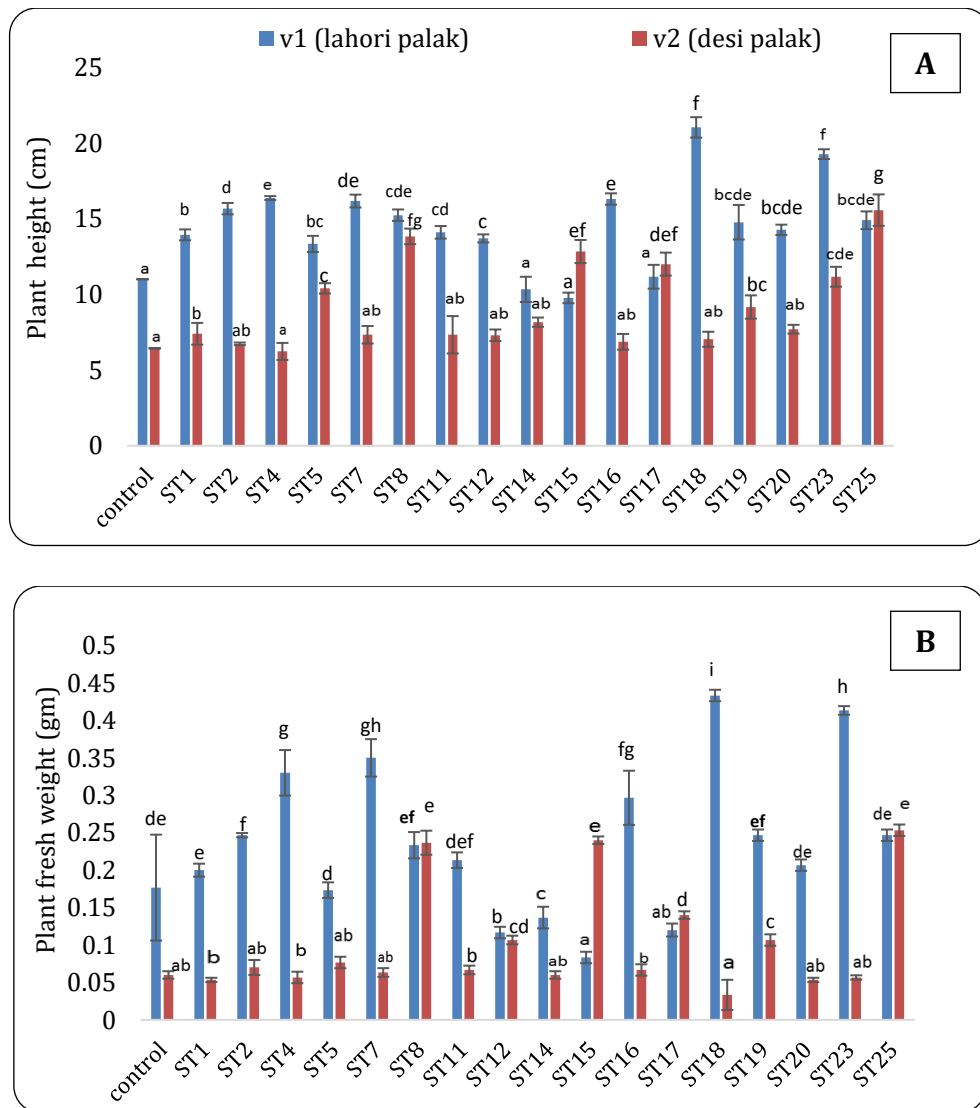 v1 (lahori palak) v2 (desi palak)
A
Plant height (cm)
25
20
15
10
5
0
a a b b d ab e a bc c de ab cde fg cd ab c ab a ab a ef e ab a def f ab bcde bc bcde ab f cde bcde g
control ST1 ST2 ST4 ST5 ST7 ST8 ST11 ST12 ST14 ST15 ST16 ST17 ST18 ST19 ST20 ST23 ST25
B
Plant fresh weight (gm)
0.5
0.45
0.4
0.35
0.3
0.25
0.2
0.15
0.1
0.05
0
de ab e b f ab g b d ab gh ab ef e def b b cd c ab a e fg b ab d i a ef c de ab h ab de e
control ST1 ST2 ST4 ST5 ST7 ST8 ST11 ST12 ST14 ST15 ST16 ST17 ST18 ST19 ST20 ST23 ST25